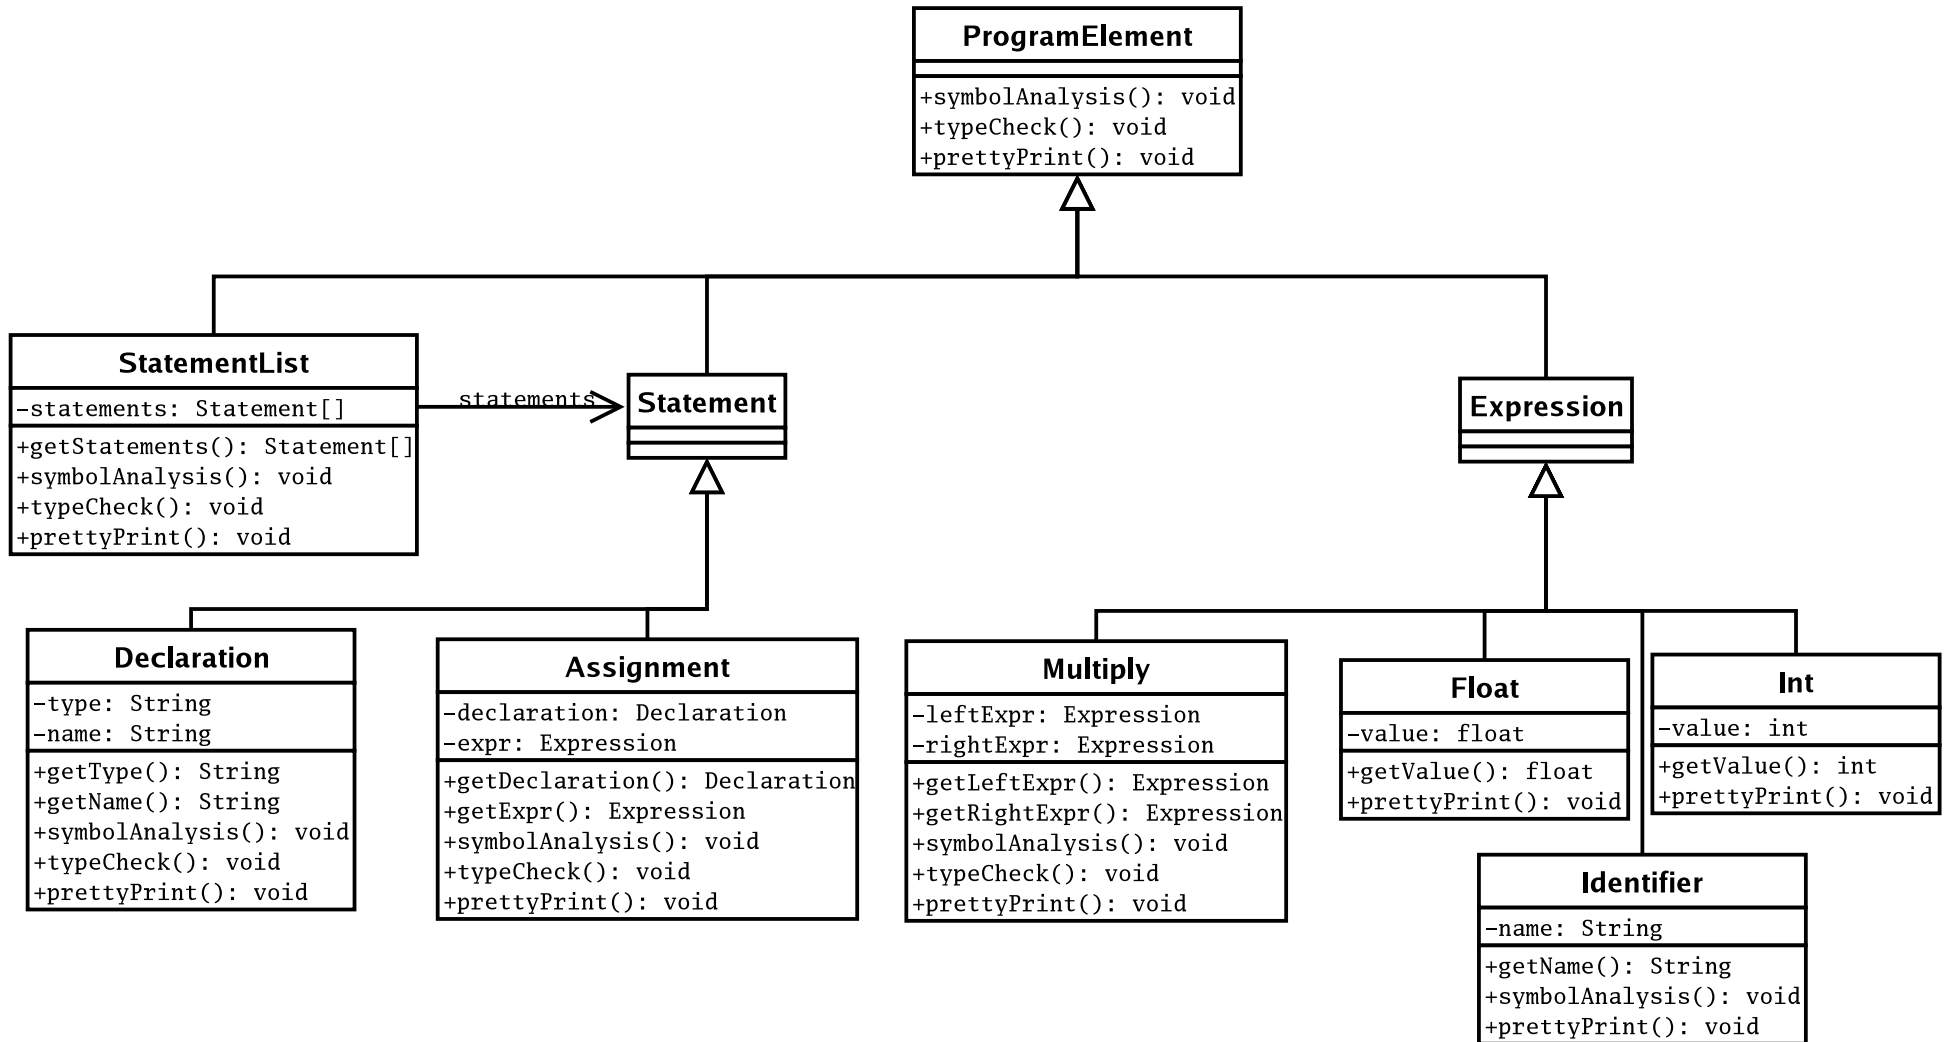 ProgramElement
+symbolAnalysis(): void
+typeCheck(): void
+prettyPrint(): void
StatementList
-statements: Statement[]
+getStatements(): Statement[]
+symbolAnalysis(): void
+typeCheck(): void
+prettyPrint(): void
statements
Statement
Expression
Declaration
-type: String
-name: String
+getType(): String
+getName(): String
+symbolAnalysis(): void
+typeCheck(): void
+prettyPrint(): void
Assignment
-declaration: Declaration
-expr: Expression
+getDeclaration(): Declaration
+getExpr(): Expression
+symbolAnalysis(): void
+typeCheck(): void
+prettyPrint(): void
Multiply
-leftExpr: Expression
-rightExpr: Expression
+getLeftExpr(): Expression
+getRightExpr(): Expression
+symbolAnalysis(): void
+typeCheck(): void
+prettyPrint(): void
Float
-value: float
+getValue(): float
+prettyPrint(): void
Int
-value: int
+getValue(): int
+prettyPrint(): void
Identifier
-name: String
+getName(): String
+symbolAnalysis(): void
+prettyPrint(): void